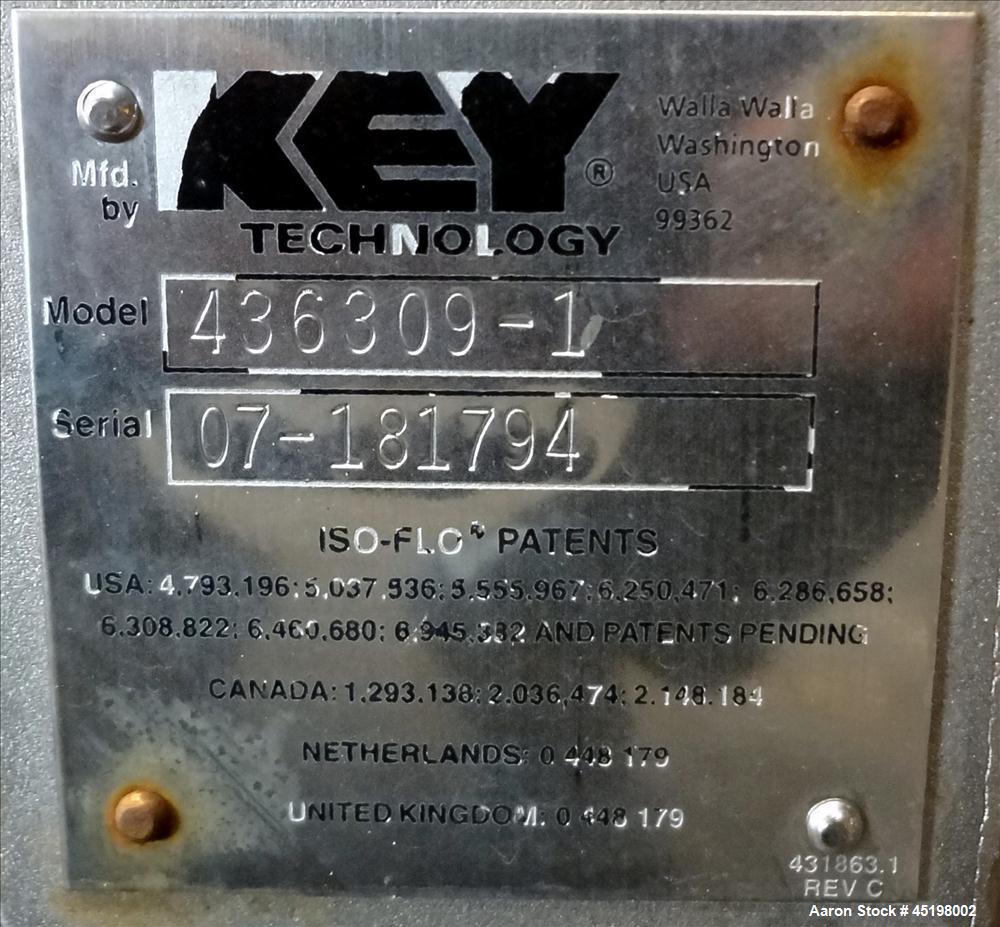 Mfd. by
KEY®
TECHNOLOGY
Walla Walla
Washington
USA
99362
Model 436309-1
Serial 07-181794
ISO-FLO® PATENTS
USA: 4,793,196; 5,037,536; 5,555,967; 6,250,471; 6,286,658;
6,308,822; 6,460,680; 6,945,382 AND PATENTS PENDING
CANADA: 1.293.138; 2.036,474; 2.148.184
NETHERLANDS: 0 448 179
UNITED KINGDOM: 0 448 179
431863.1
REV C
Aaron Stock # 45198002